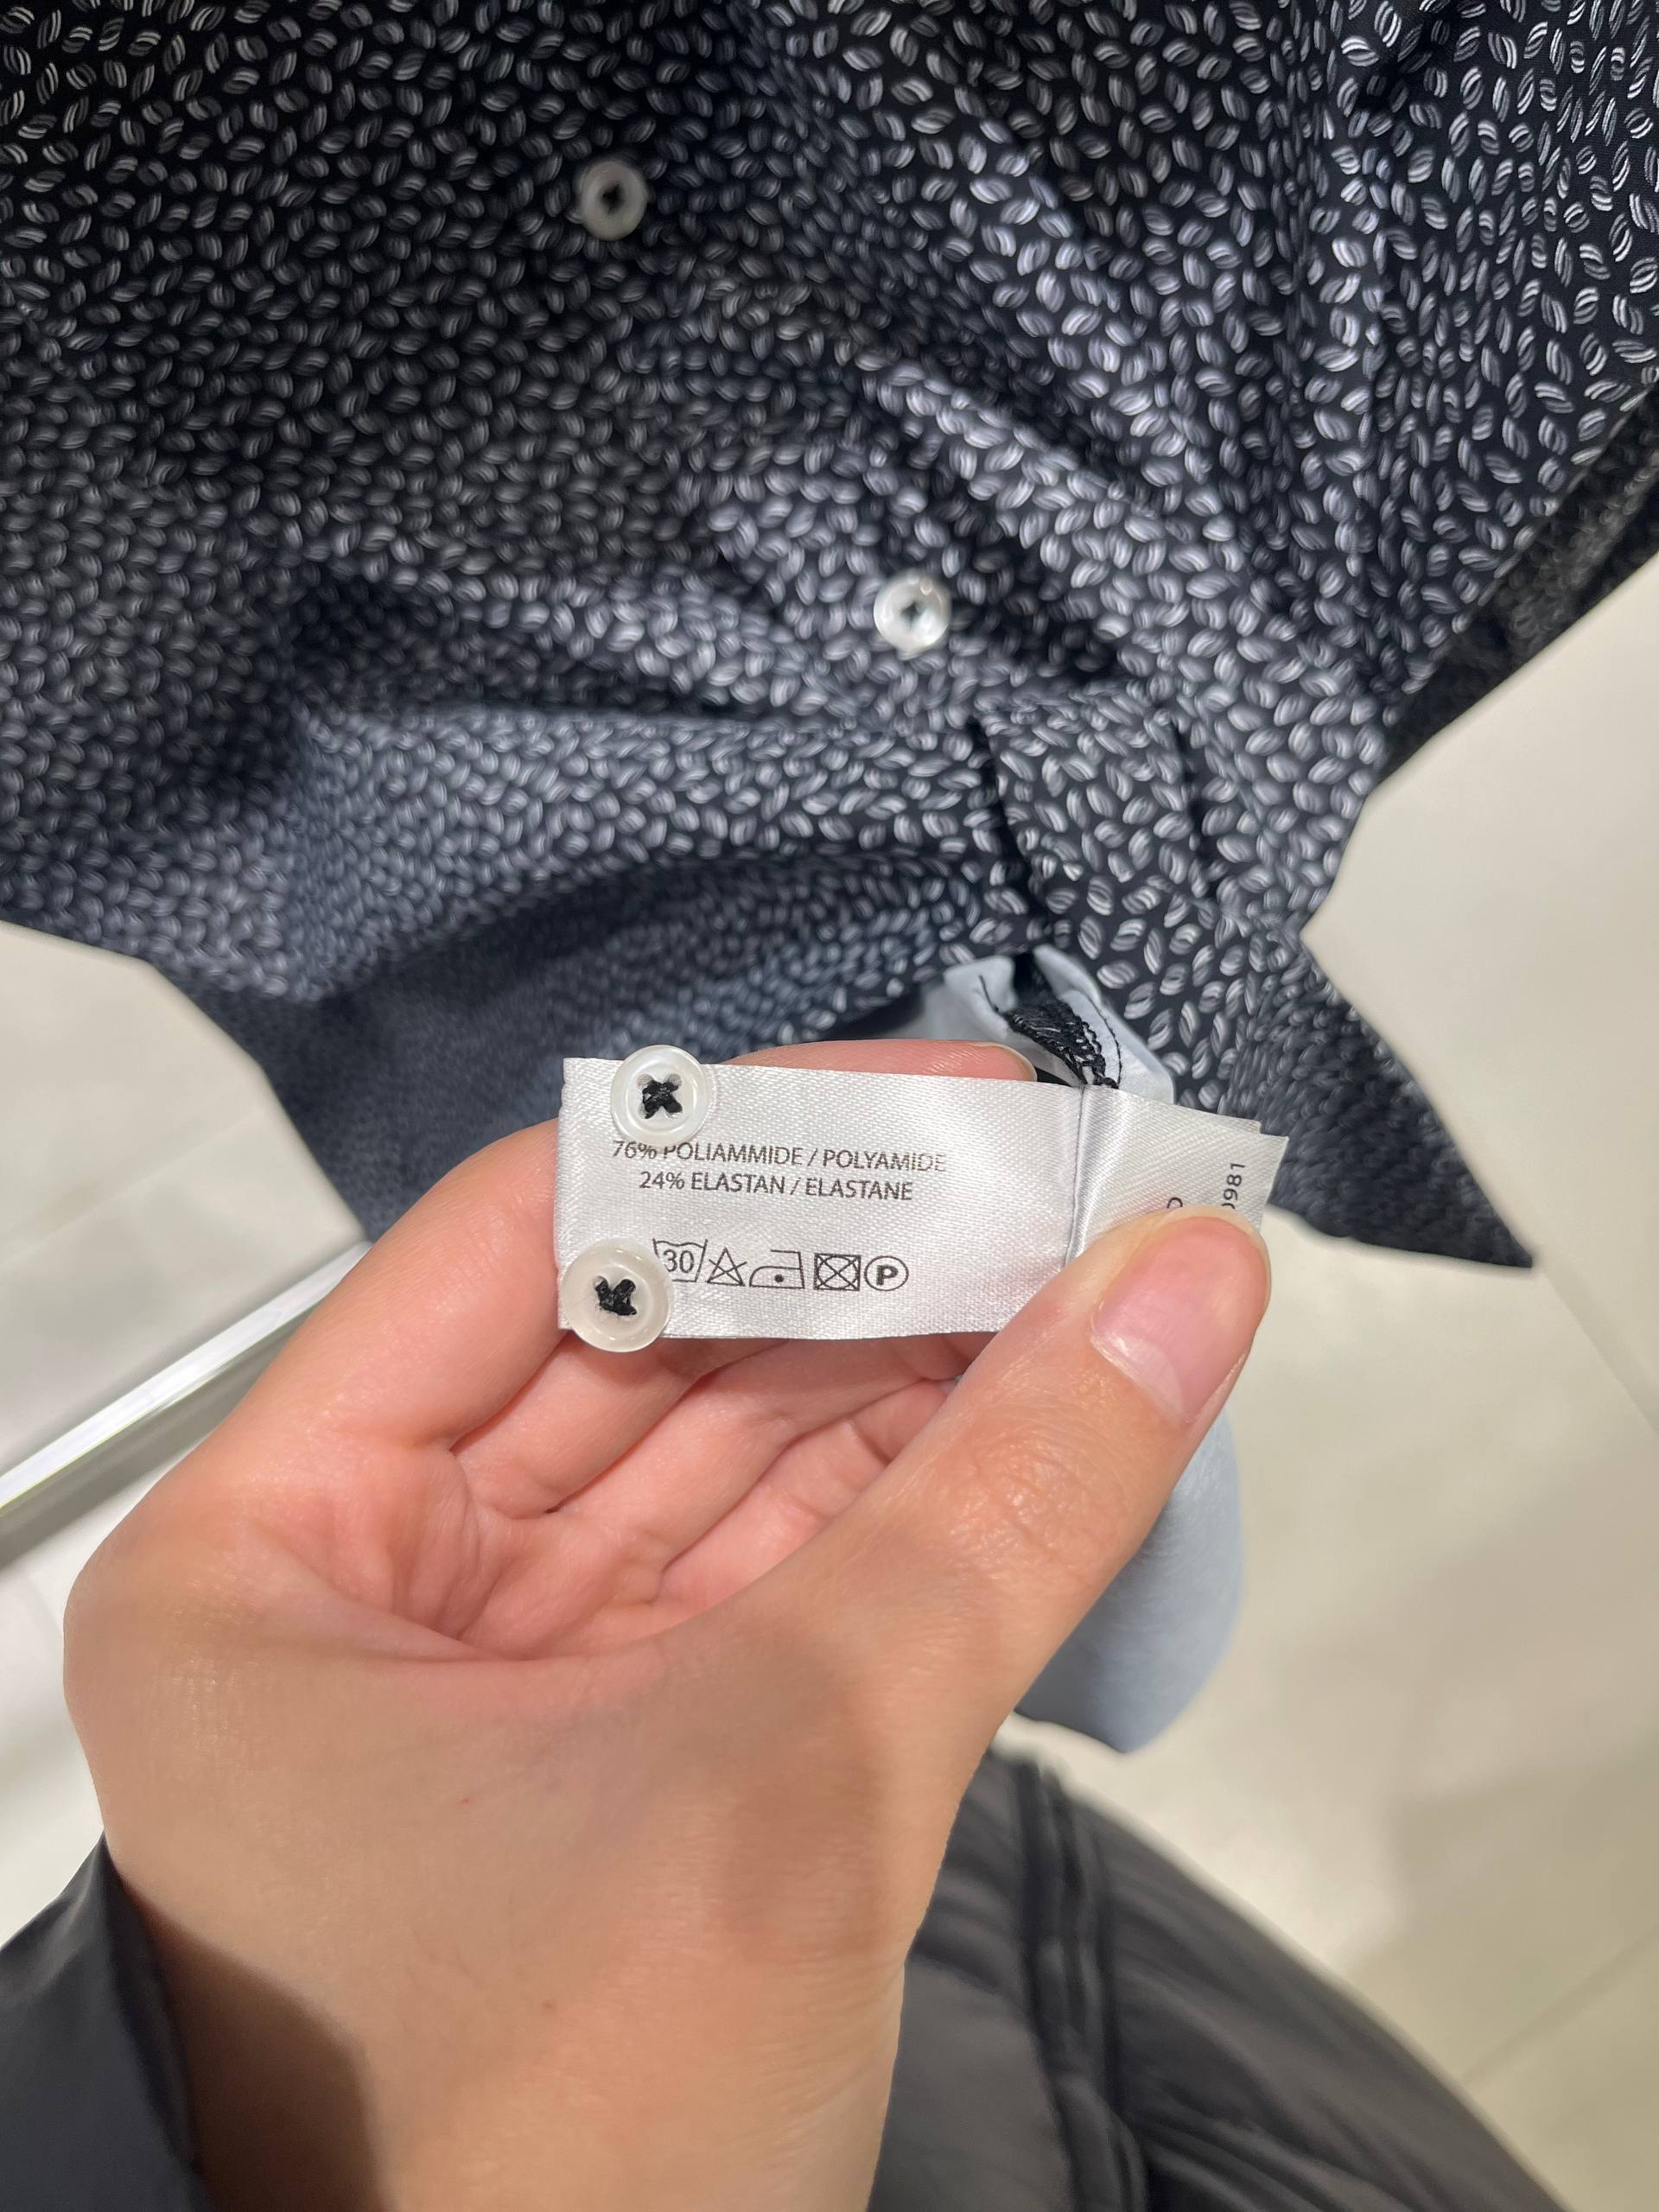 76% POLIAMMIDE / POLYAMIDE
24% ELASTAN / ELASTANE
30 P